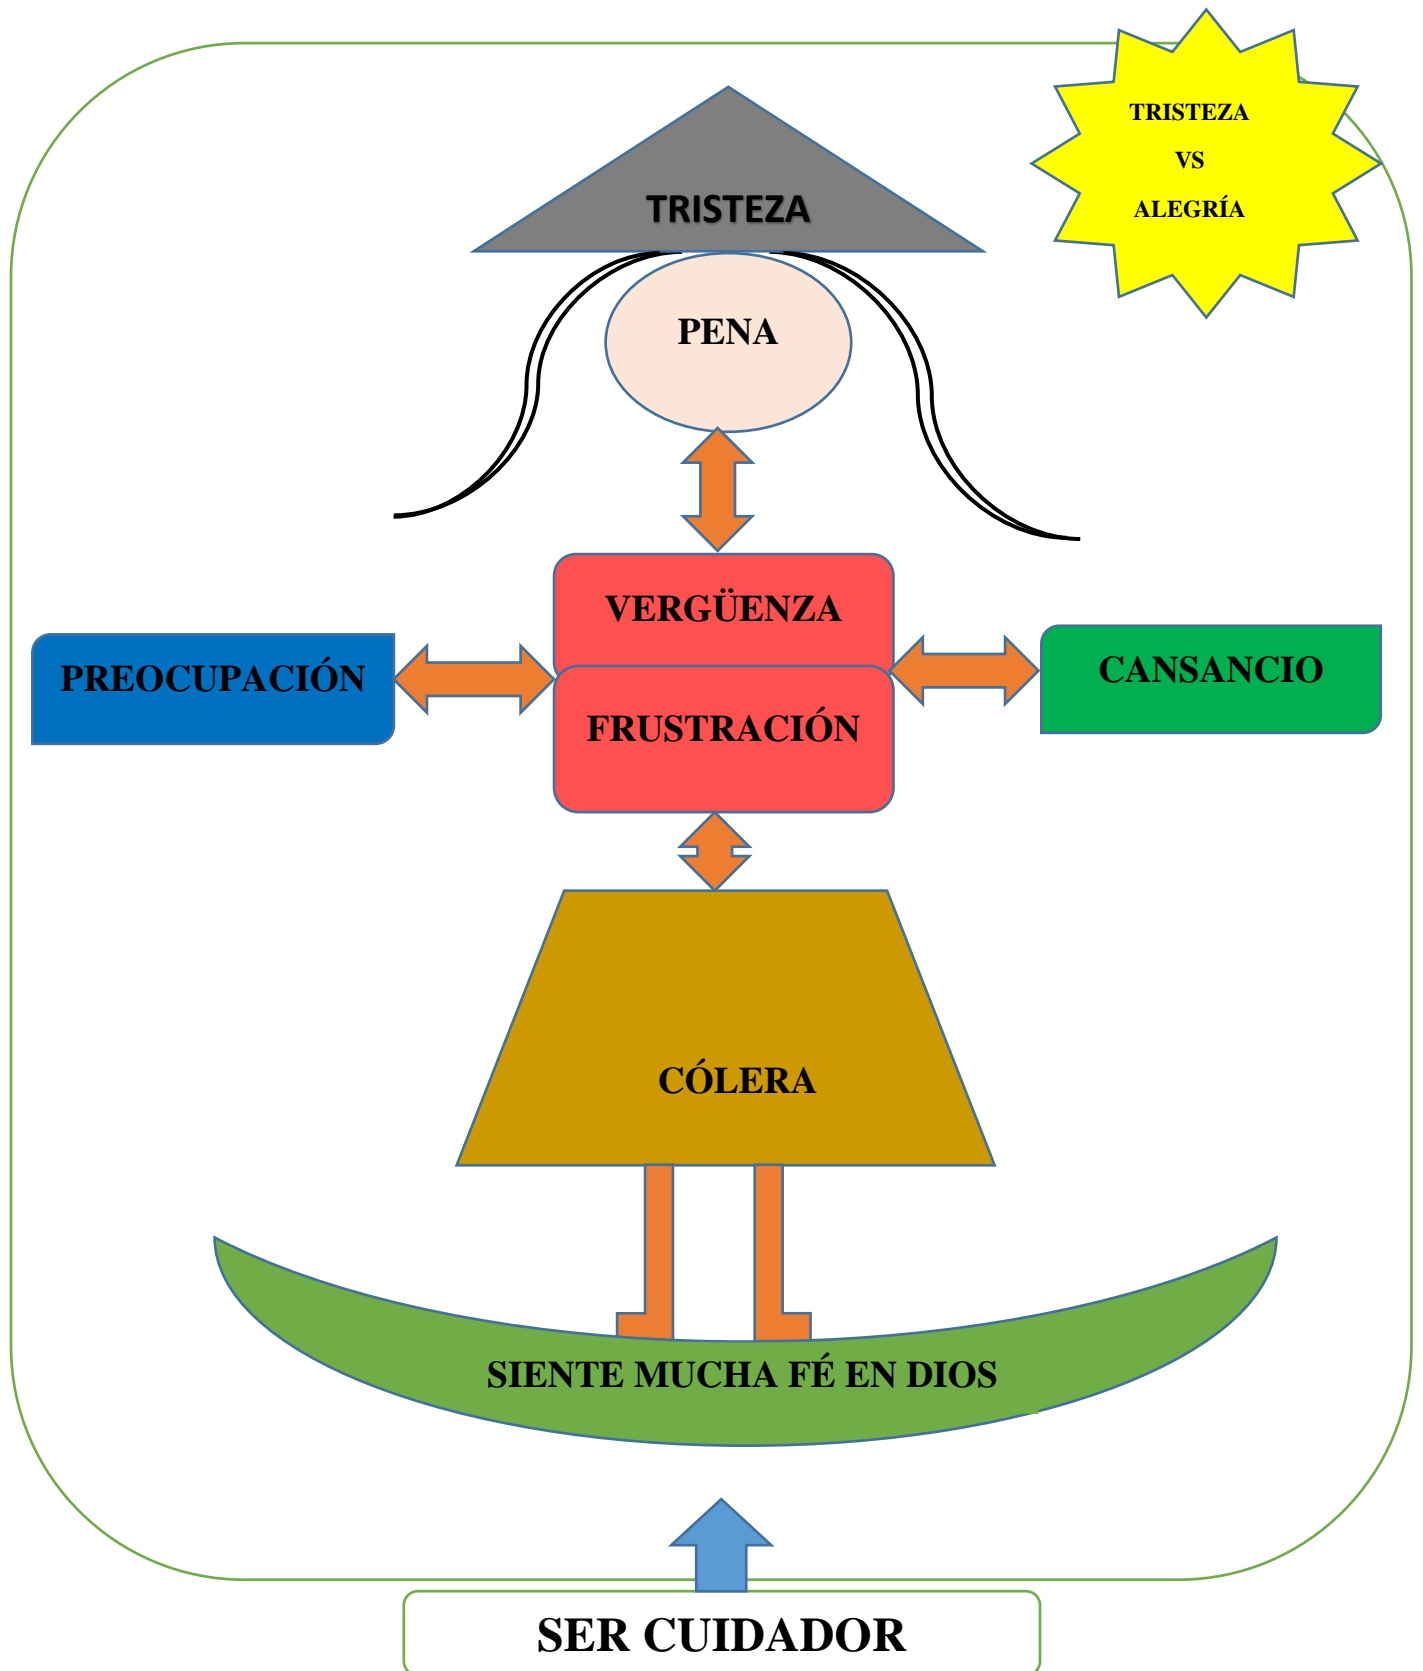 TRISTEZA
VS
ALEGRÍA
TRISTEZA
PENA
VERGÜENZA
PREOCUPACIÓN
CANSANCIO
FRUSTRACIÓN
CÓLERA
SIENTE MUCHA FÉ EN DIOS
SER CUIDADOR